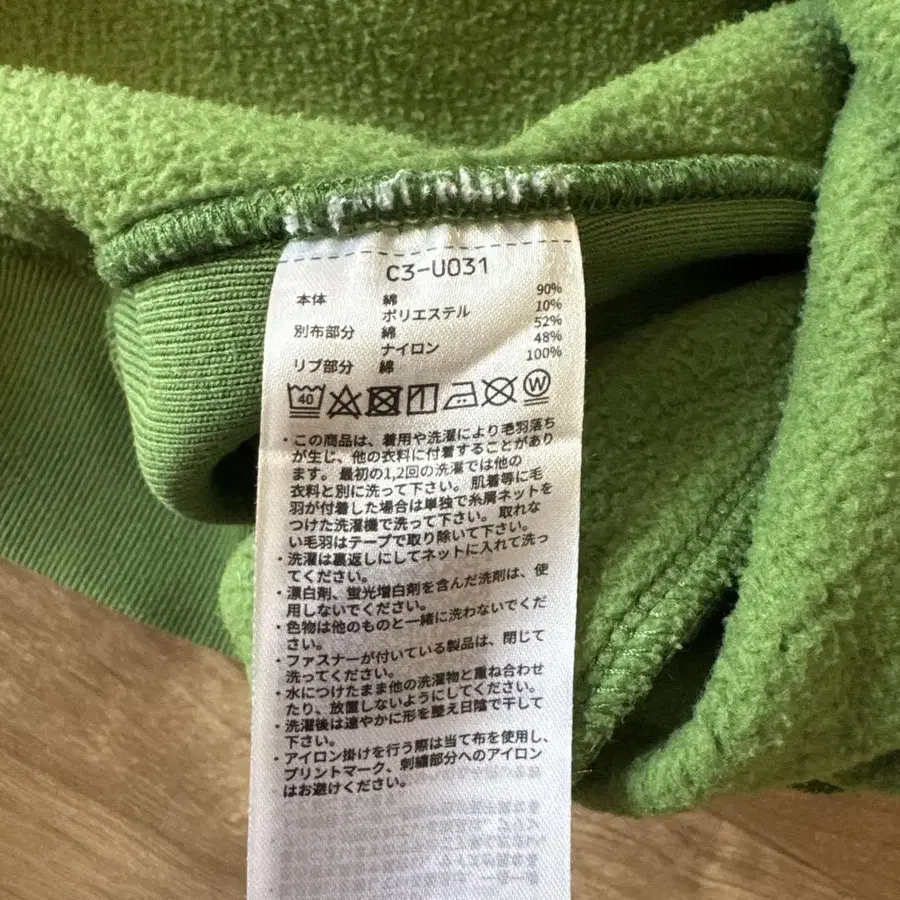 C3-U031
本体 綿 90%
ポリエステル 10%
別布部分 綿 52%
ナイロン 48%
リブ部分 綿 100%
40 W
・この商品は、着用や洗濯により毛羽落ち
が生じ、他の衣料に付着することがあり
ます。最初の1,2回の洗濯では他の
衣料と別に洗って下さい。肌着等に毛
羽が付着した場合は単独で糸屑ネットを
つけた洗濯機で洗って下さい。取れな
い毛羽はテープで取り除いて下さい。
・洗濯は裏返しにしてネットに入れて洗っ
てください。
・漂白剤、蛍光増白剤を含んだ洗剤は、使
用しないでください。
・色物は他のものと一緒に洗わないでくだ
さい。
・ファスナーが付いている製品は、閉じて
洗ってください。
・水につけたまま他の洗濯物と重ね合わせ
たり、放置しないようにしてください。
・洗濯後は速やかに形を整え日陰で干して
下さい。
・アイロン掛けを行う際は当て布を使用し、
プリントマーク、刺繍部分へのアイロン
はお避けください。